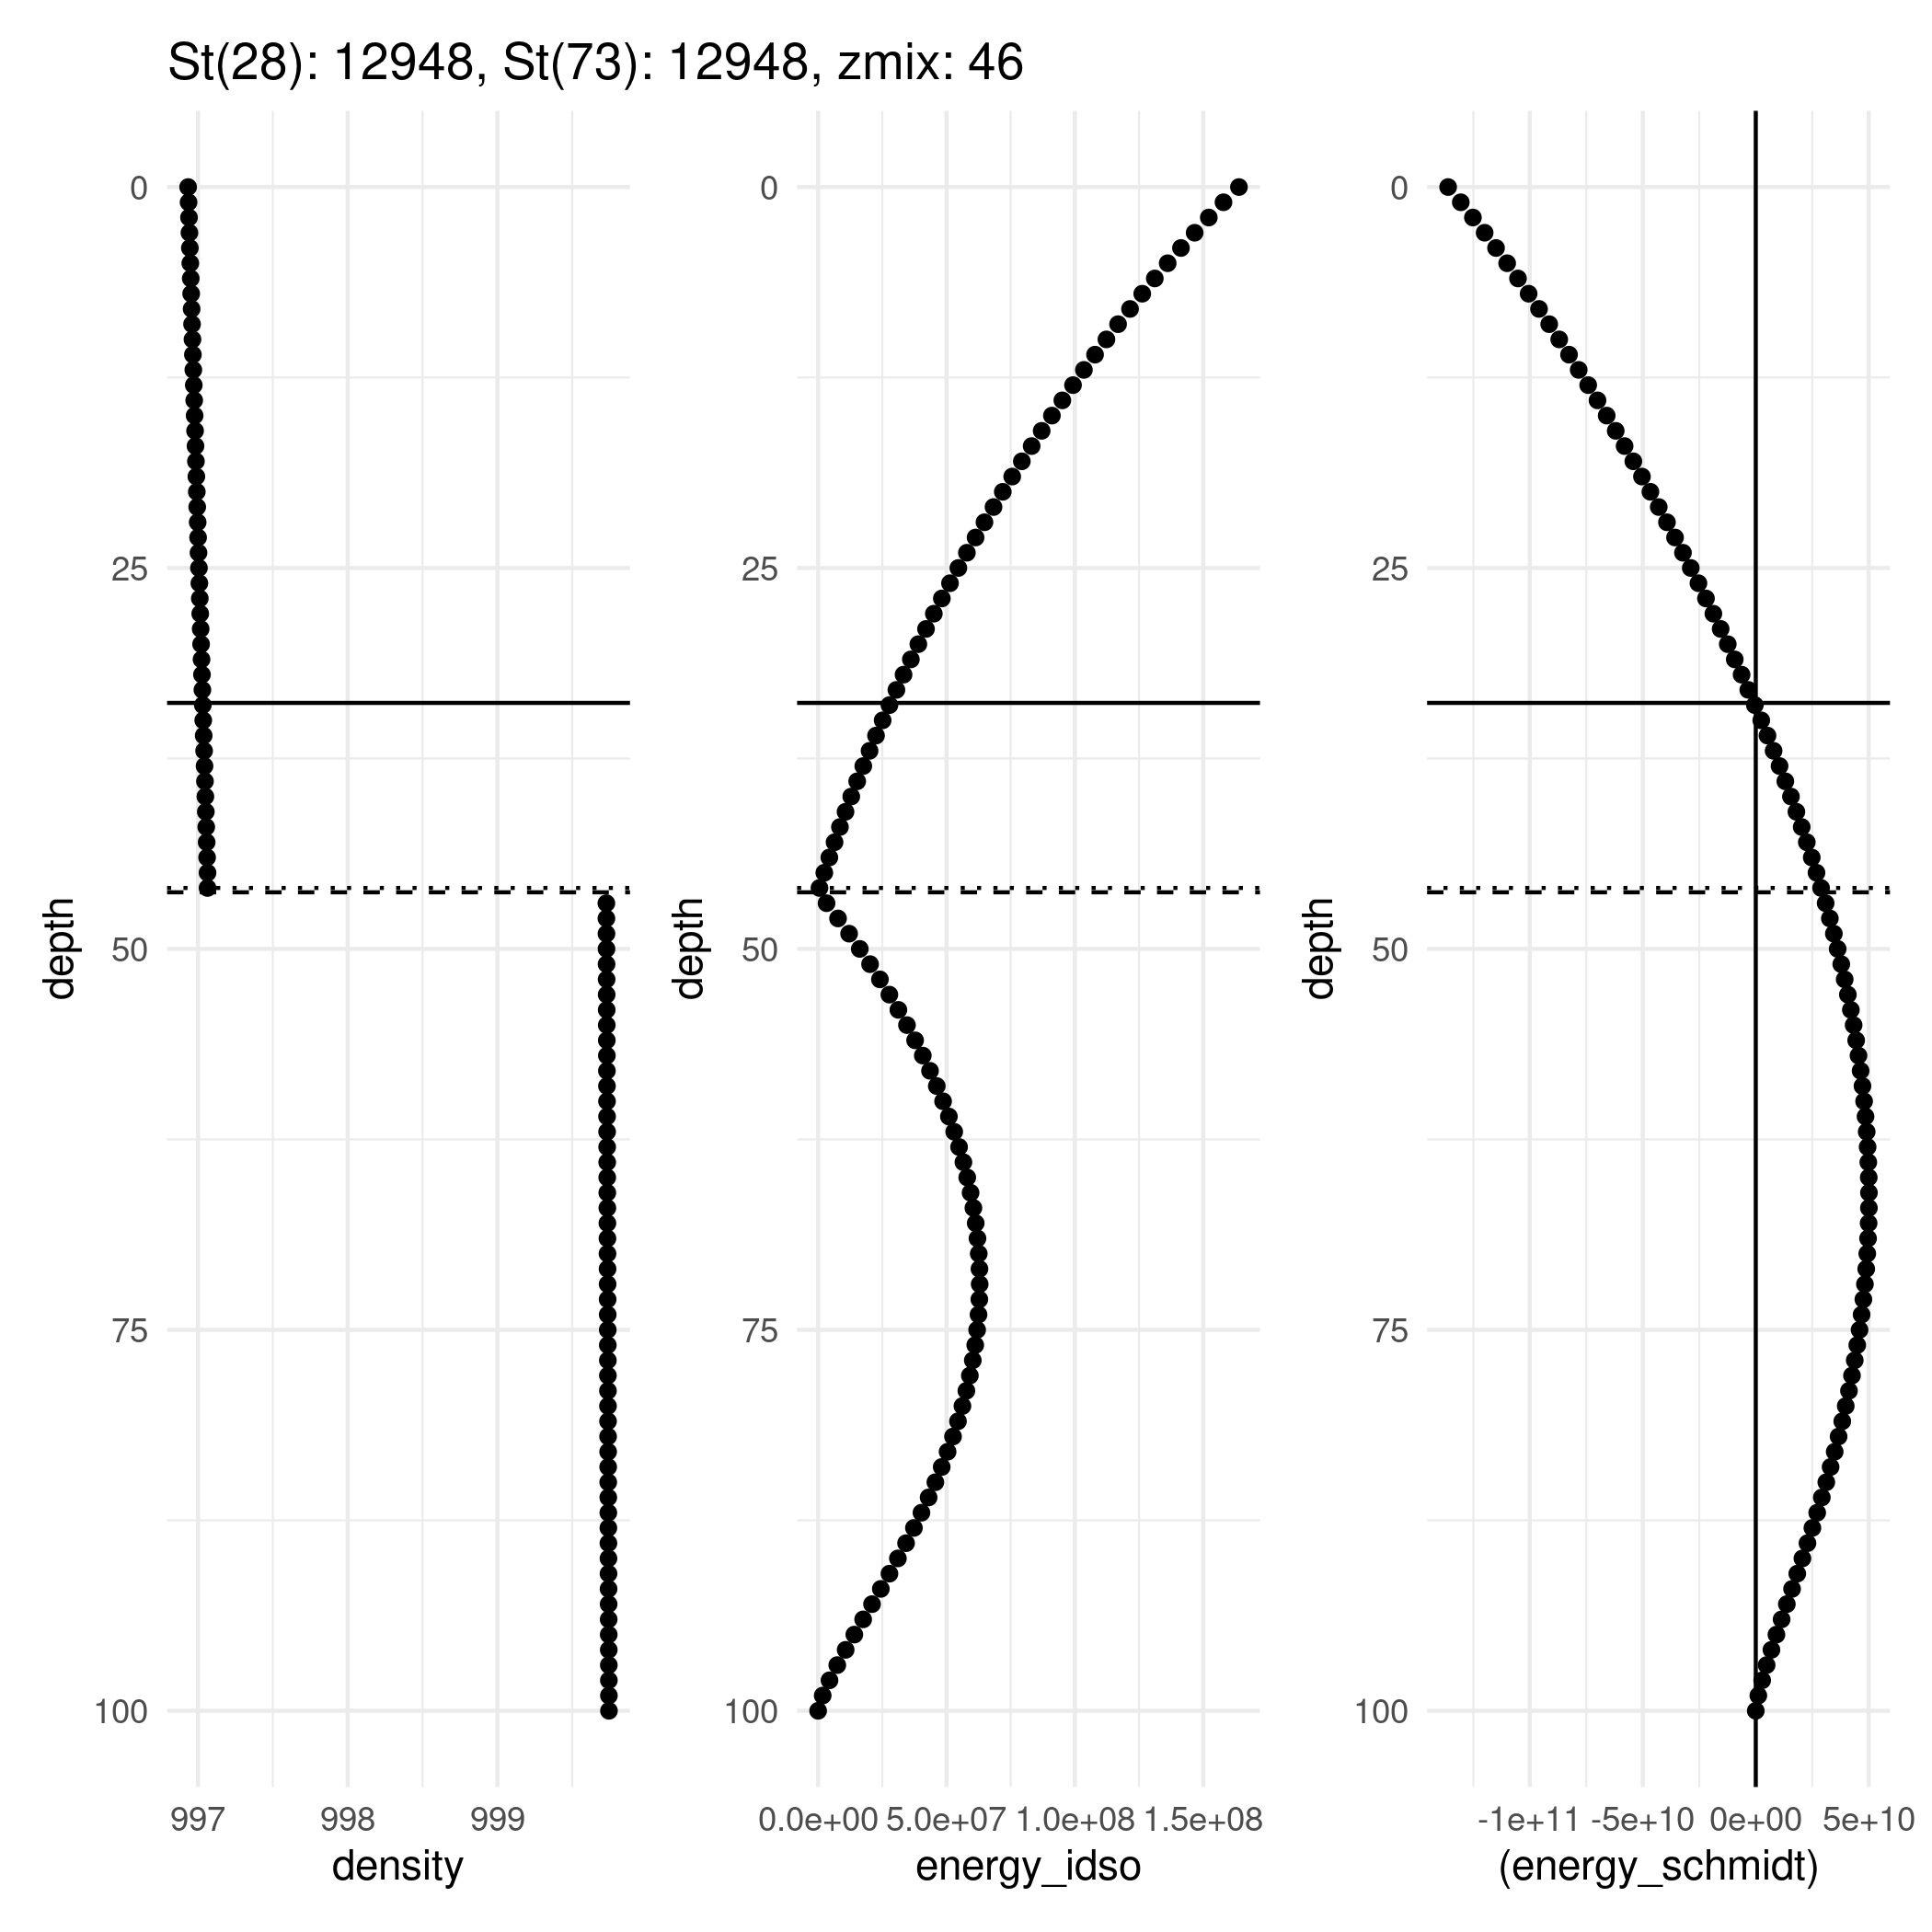 St(28): 12948, St(73): 12948, zmix: 46
0
25
50
75
100
depth
997 998 999
density
0
25
50
75
100
depth
0.0e+00 5.0e+07 1.0e+08 1.5e+08
energy_idso
0
25
50
75
100
depth
-1e+11 -5e+10 0e+00 5e+10
(energy_schmidt)